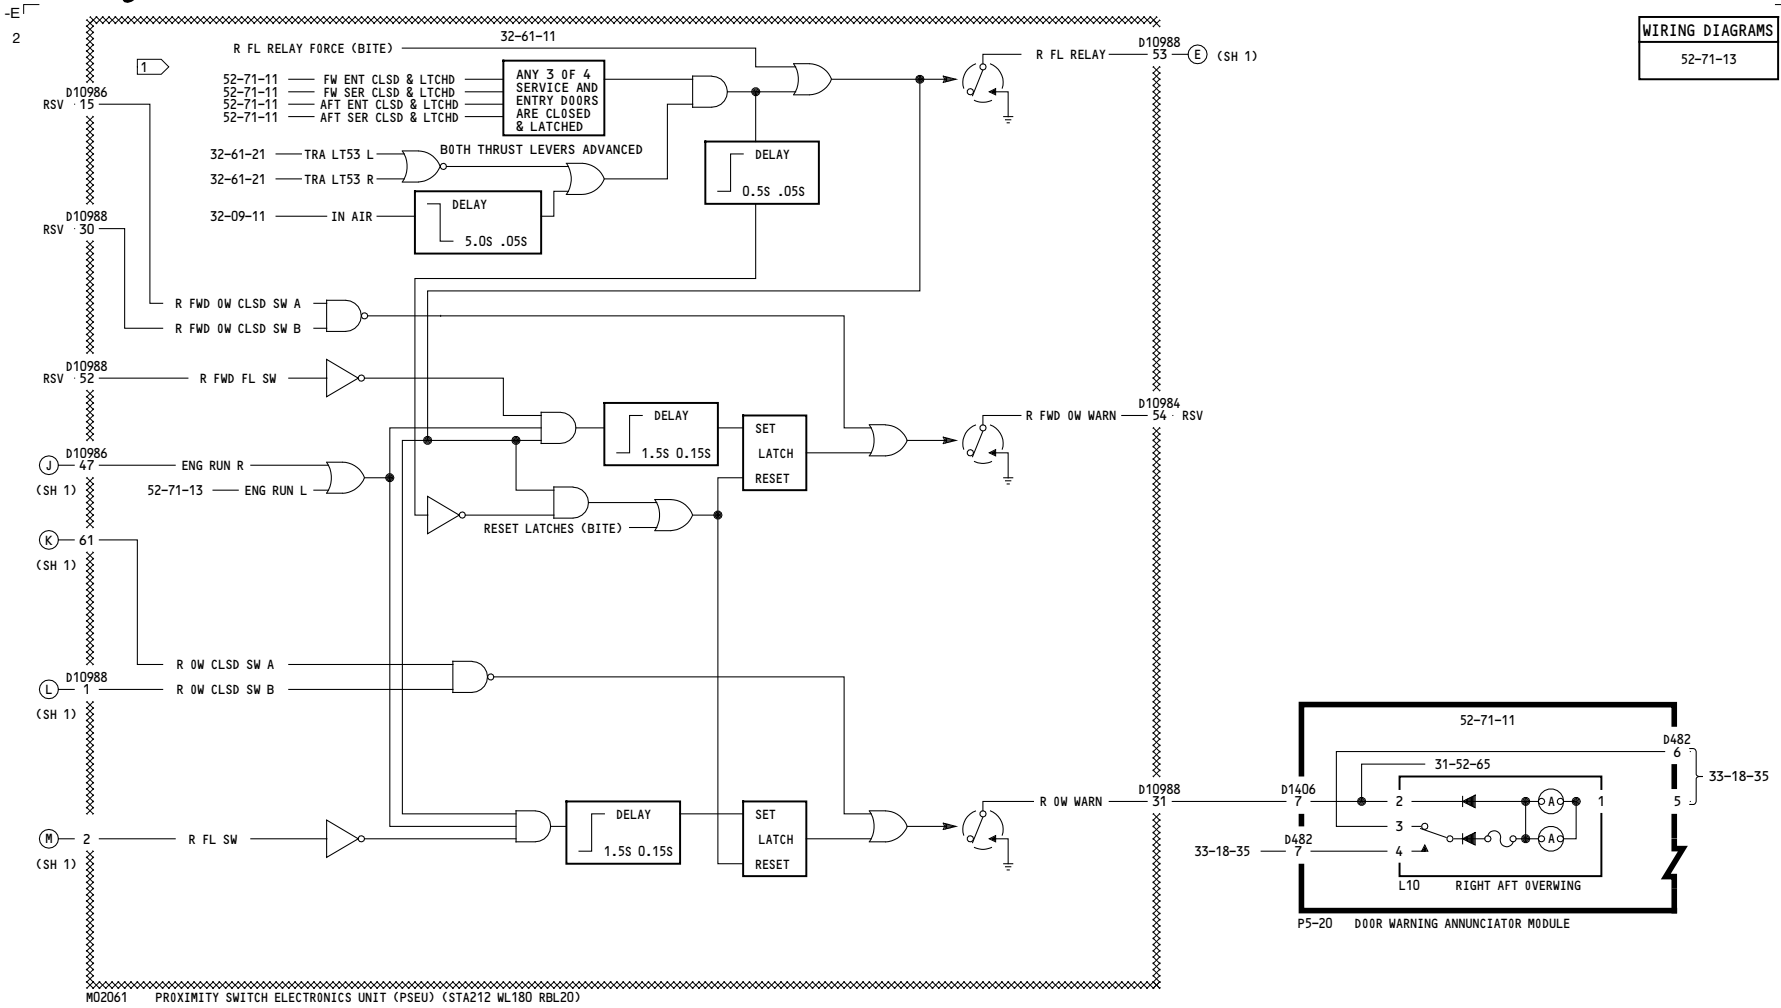 -E
2
WIRING DIAGRAMS
52-71-13
32-61-11
R FL RELAY FORCE (BITE)
1
52-71-11 FW ENT CLSD & LTCHD
52-71-11 FW SER CLSD & LTCHD
52-71-11 AFT ENT CLSD & LTCHD
52-71-11 AFT SER CLSD & LTCHD
ANY 3 OF 4
SERVICE AND
ENTRY DOORS
ARE CLOSED
& LATCHED
R FL RELAY
D10988
53 E (SH 1)
D10986
RSV 15
BOTH THRUST LEVERS ADVANCED
32-61-21 TRA LT53 L
32-61-21 TRA LT53 R
DELAY
0.5S .05S
32-09-11 IN AIR
DELAY
5.0S .05S
D10988
RSV 30
R FWD OW CLSD SW A
R FWD OW CLSD SW B
D10988
RSV 52 R FWD FL SW
DELAY
1.5S 0.15S
SET
LATCH
RESET
R FWD OW WARN
D10984
54 RSV
D10986
J 47 ENG RUN R
(SH 1)
52-71-13 ENG RUN L
RESET LATCHES (BITE)
K 61
(SH 1)
R OW CLSD SW A
D10988
L 1 R OW CLSD SW B
(SH 1)
M 2 R FL SW
(SH 1)
DELAY
1.5S 0.15S
SET
LATCH
RESET
R OW WARN
D10988
31
52-71-11
D482
6
31-52-65
33-18-35
D1406
7 2 A 1 5
3 A
33-18-35 D482
7 4
L10 RIGHT AFT OVERWING
P5-20 DOOR WARNING ANNUNCIATOR MODULE
M02061 PROXIMITY SWITCH ELECTRONICS UNIT (PSEU) (STA212 WL180 RBL20)